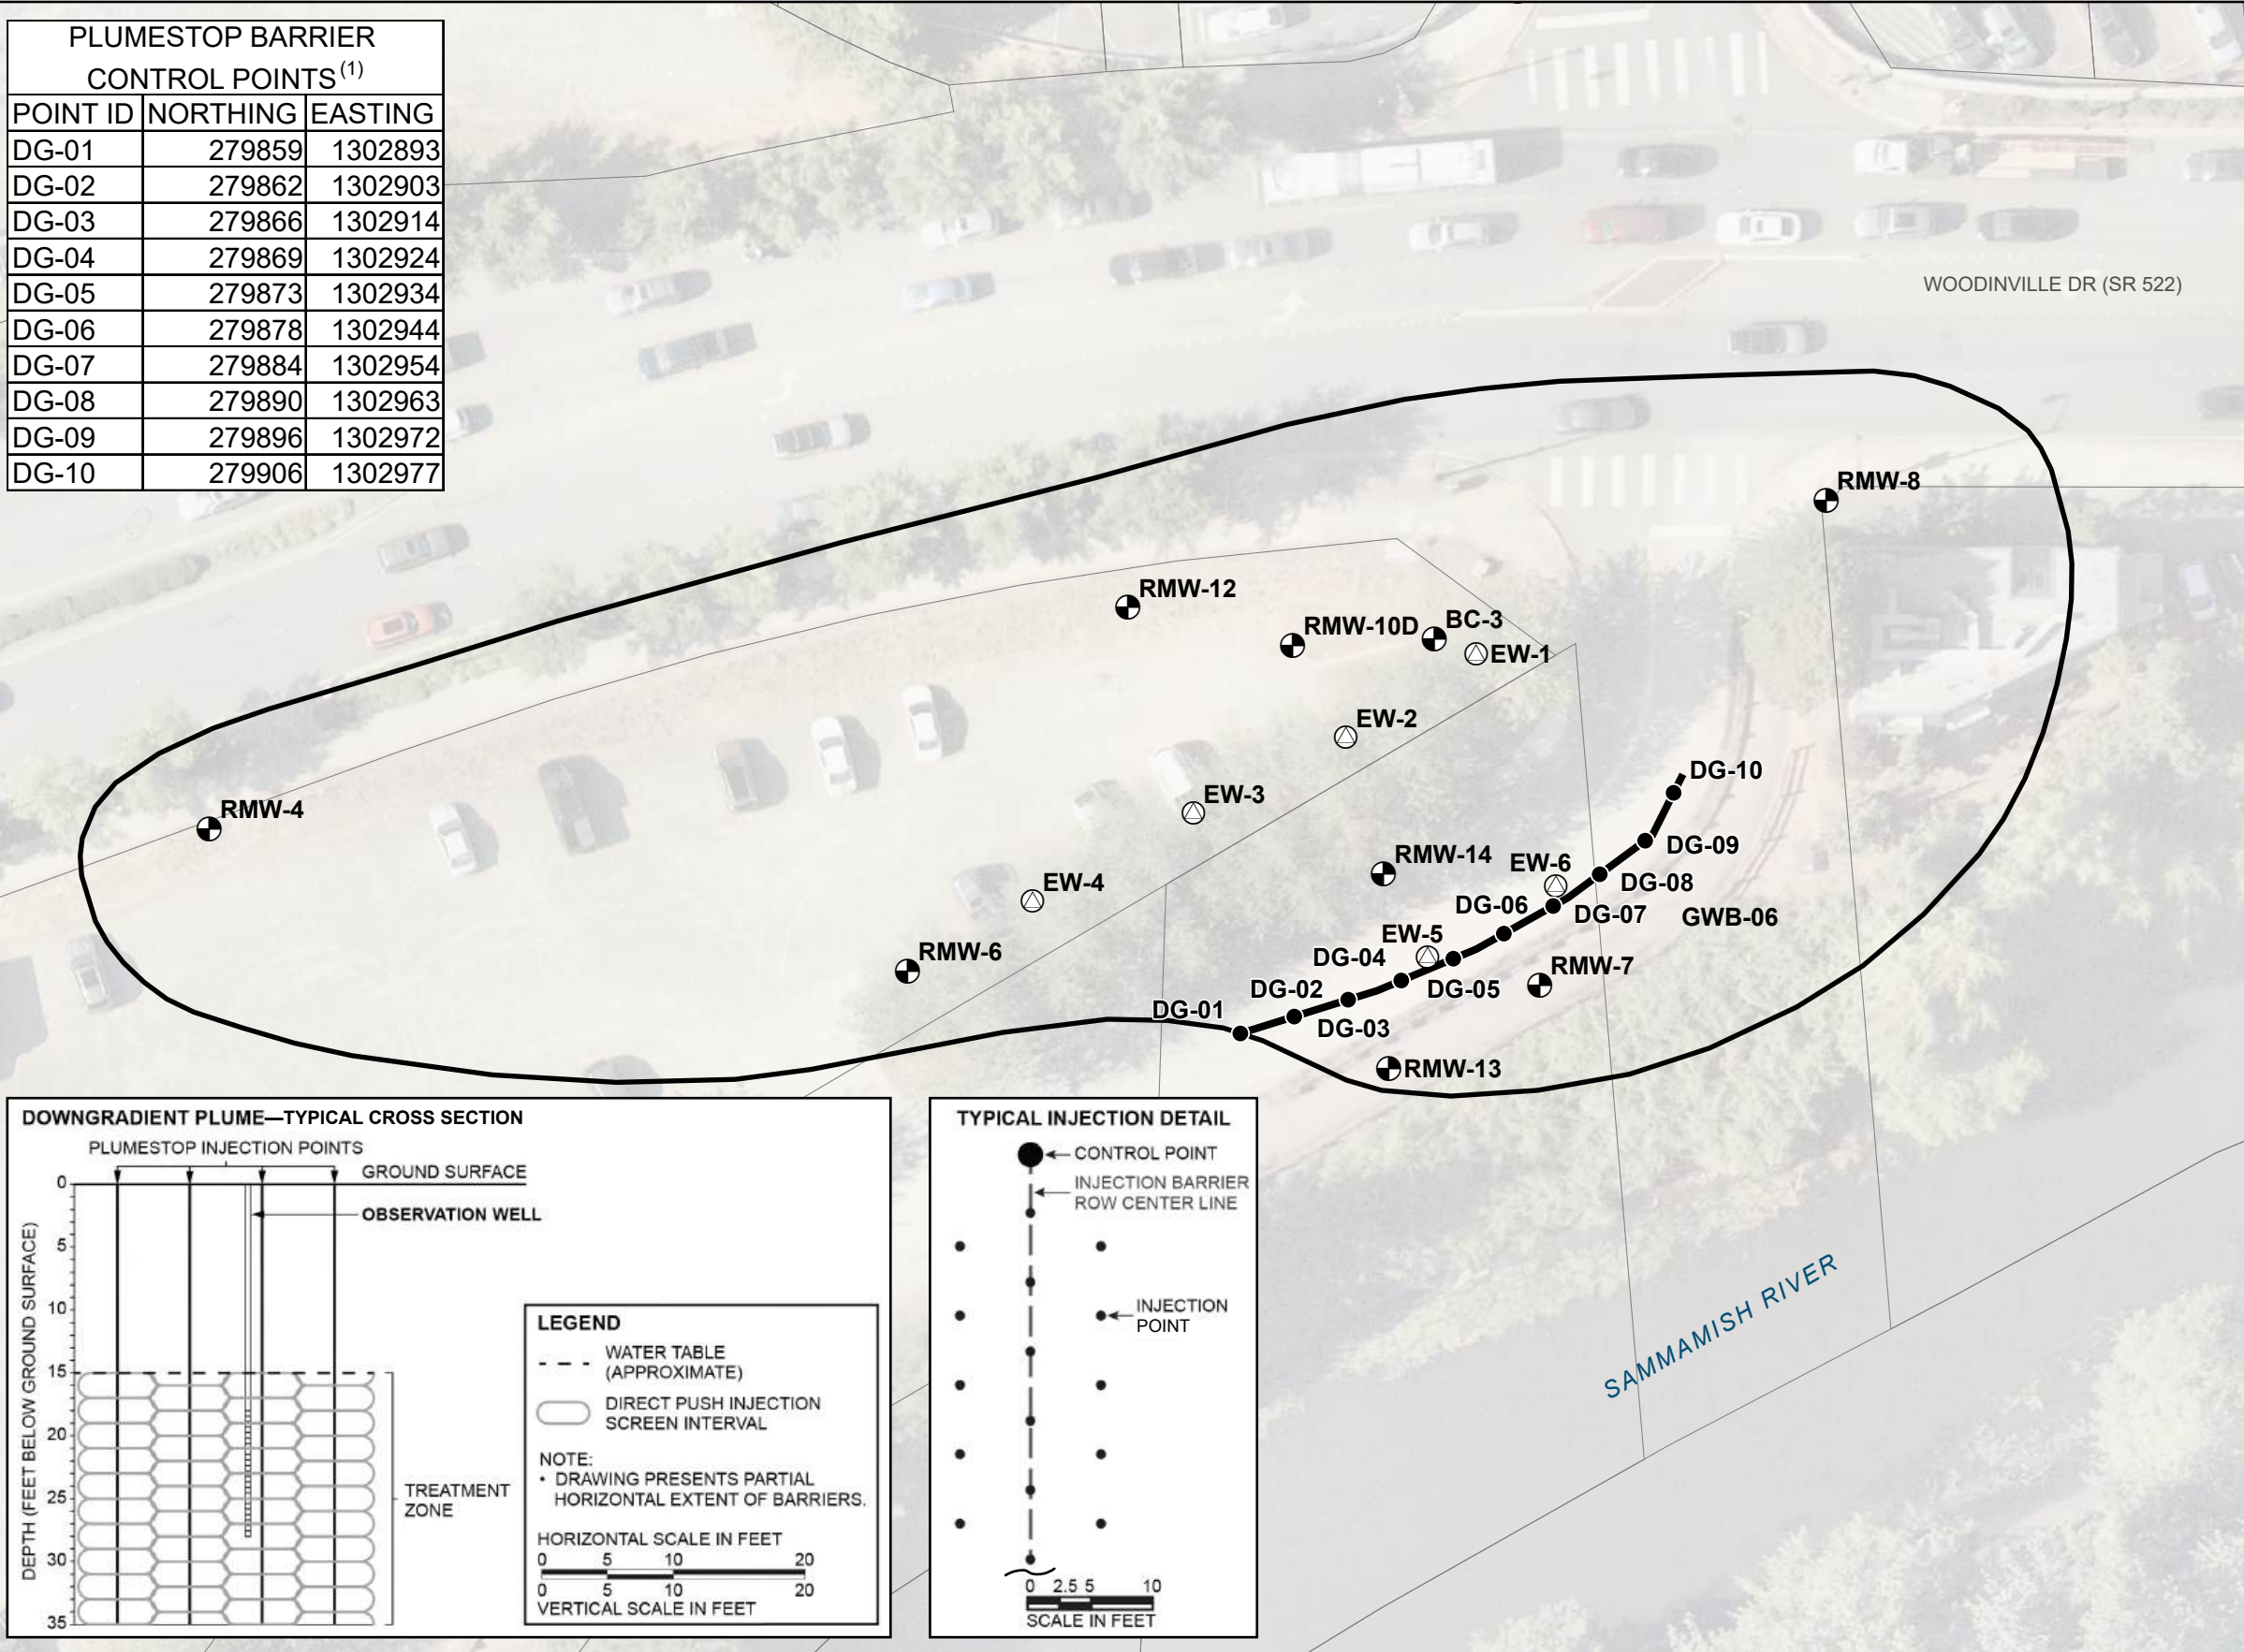 PLUMESTOP BARRIER
CONTROL POINTS(1)
POINT ID NORTHING EASTING
DG-01 279859 1302893
DG-02 279862 1302903
DG-03 279866 1302914
DG-04 279869 1302924
DG-05 279873 1302934
DG-06 279878 1302944
DG-07 279884 1302954
DG-08 279890 1302963
DG-09 279896 1302972
DG-10 279906 1302977
WOODINVILLE DR (SR 522)
RMW-8
RMW-12
RMW-10D
BC-3
EW-1
EW-2
DG-10
EW-3
RMW-4
DG-09
RMW-14
EW-6
EW-4
DG-08
DG-06
DG-07
GWB-06
EW-5
RMW-6
DG-04
RMW-7
DG-02
DG-05
DG-01
DG-03
RMW-13
DOWNGRADIENT PLUME—TYPICAL CROSS SECTION
PLUMESTOP INJECTION POINTS
GROUND SURFACE
OBSERVATION WELL
DEPTH (FEET BELOW GROUND SURFACE)
0
5
10
15
20
25
30
35
TREATMENT
ZONE
LEGEND
WATER TABLE
(APPROXIMATE)
DIRECT PUSH INJECTION
SCREEN INTERVAL
NOTE:
• DRAWING PRESENTS PARTIAL
HORIZONTAL EXTENT OF BARRIERS.
HORIZONTAL SCALE IN FEET
0 5 10 20
0 5 10 20
VERTICAL SCALE IN FEET
TYPICAL INJECTION DETAIL
CONTROL POINT
INJECTION BARRIER
ROW CENTER LINE
INJECTION
POINT
0 2.5 5 10
SCALE IN FEET
SAMMAMISH RIVER